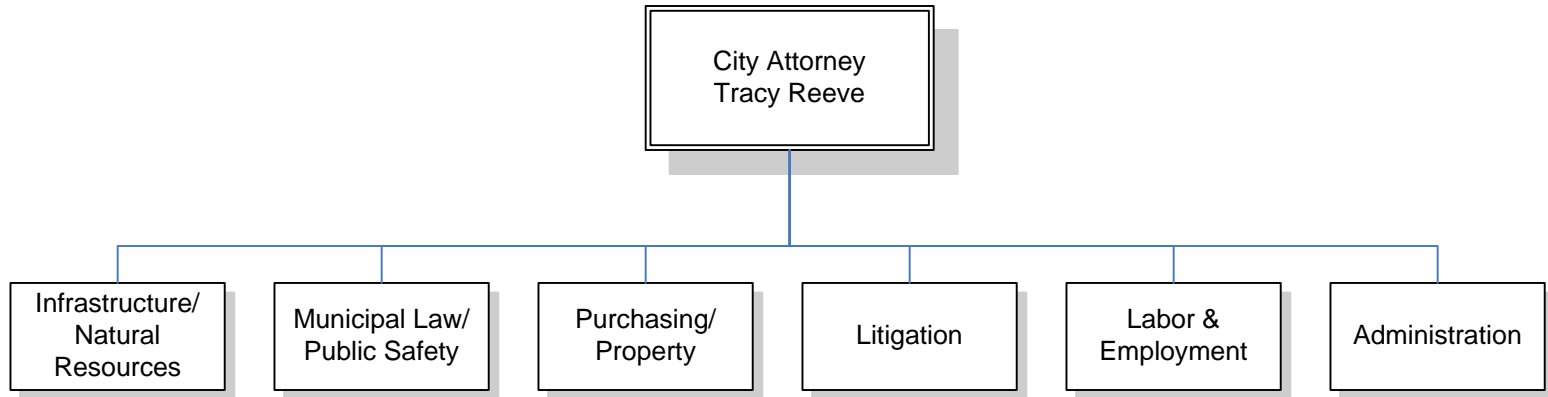 City Attorney
Tracy Reeve
Infrastructure/
Natural
Resources
Municipal Law/
Public Safety
Purchasing/
Property
Litigation
Labor &
Employment
Administration